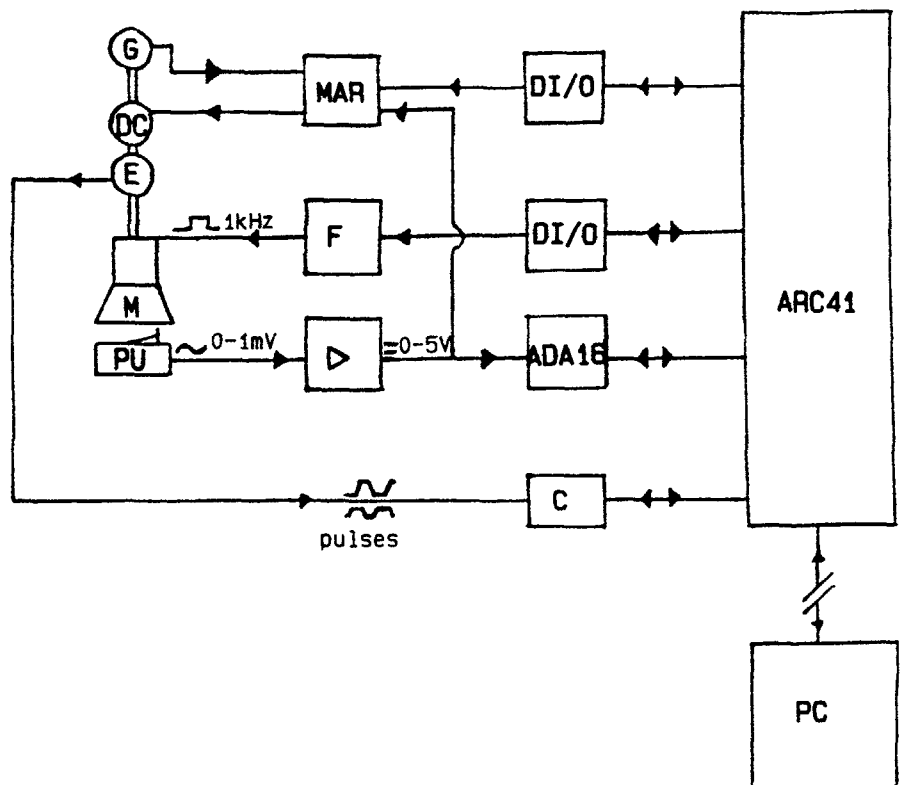 G
MAR
DI/O
DC
E
1kHz
F
DI/O
ARC41
M
PU
0-1mV
0-5V
ADA16
C
pulses
PC